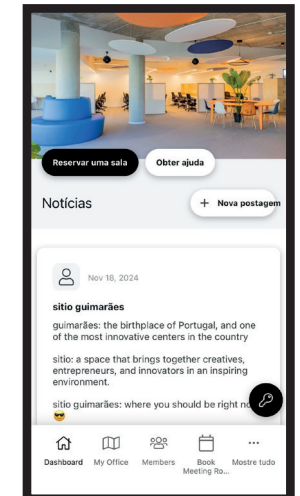 Reservar uma sala
Obter ajuda
Notícias
+ Nova postagem
Nov 18, 2024
sitio guimarães
guimarães: the birthplace of Portugal, and one
of the most innovative centers in the country
sitio: a space that brings together creatives,
entrepreneurs, and innovators in an inspiring
environment.
sitio guimarães: where you should be right
Dashboard
My Office
Members
Book
Meeting Ro...
Mostre tudo